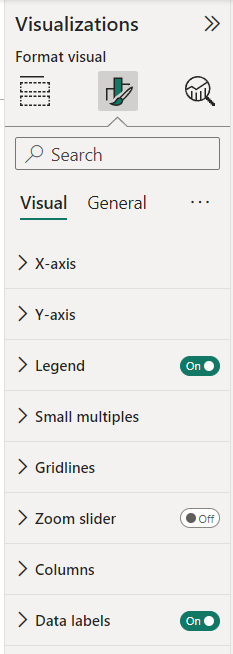 Visualizations
Format visual
Search
Visual General
X-axis
Y-axis
Legend On
Small multiples
Gridlines
Zoom slider Off
Columns
Data labels On